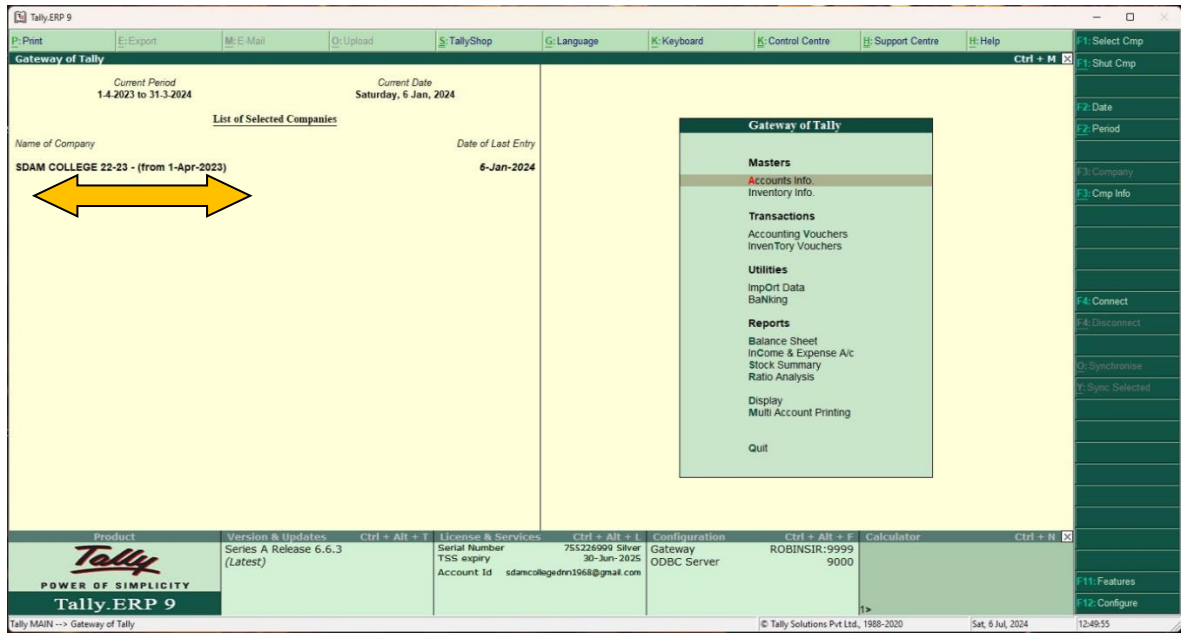 Tally.ERP 9
P: Print E: Export M: E-Mail O: Upload S: TallyShop G: Language K: Keyboard K: Control Centre H: Support Centre H: Help
Gateway of Tally Ctrl + M
Current Period Current Date
1-4-2023 to 31-3-2024 Saturday, 6 Jan, 2024
List of Selected Companies
Name of Company Date of Last Entry
SDAM COLLEGE 22-23 - (from 1-Apr-2023) 6-Jan-2024
Gateway of Tally
Masters
Accounts Info.
Inventory Info.
Transactions
Accounting Vouchers
InvenTory Vouchers
Utilities
ImpOrt Data
BaNking
Reports
Balance Sheet
InCome & Expense A/c
Stock Summary
Ratio Analysis
Display
Multi Account Printing
Quit
F1: Select Cmp
F1: Shut Cmp
F2: Date
F2: Period
F3: Company
F3: Cmp Info
F4: Connect
F4: Disconnect
O: Synchronise
Y: Sync Selected
F11: Features
F12: Configure
Product
Tally
POWER OF SIMPLICITY
Tally.ERP 9
Version & Updates Ctrl + Alt + T
Series A Release 6.6.3
(Latest)
License & Services Ctrl + Alt + L
Serial Number 755226999 Silver
TSS expiry 30-Jun-2025
Account Id sdamcollegednn1968@gmail.com
Configuration Ctrl + Alt + F
Gateway ROBINSIR:9999
ODBC Server 9000
Calculator Ctrl + N
1>
Tally MAIN --> Gateway of Tally © Tally Solutions Pvt Ltd., 1988-2020 Sat, 6 Jul, 2024 12:49:55